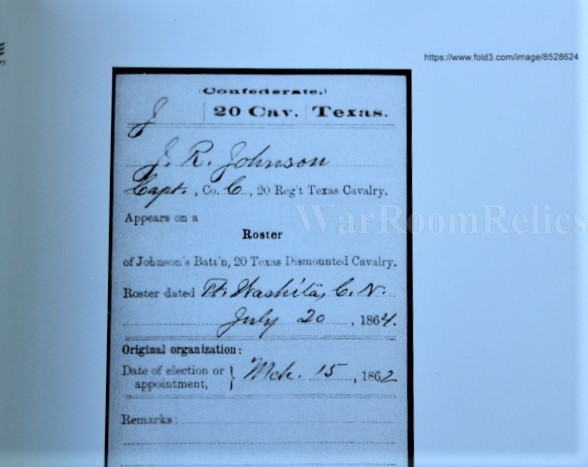 https://www.fold3.com/image/8528624
(Confederate.)
J | 20 Cav. | Texas.
J. R. Johnson
Capt., Co. C, 20 Reg't Texas Cavalry.
Appears on a
Roster
of Johnson's Batt'n, 20 Texas Dismounted Cavalry.
Roster dated Ft. Washita, C. N.
July 20, 1864.
Original organization:
Date of election or
appointment, } Mch. 15, 1862
Remarks:
WarRoomRelics